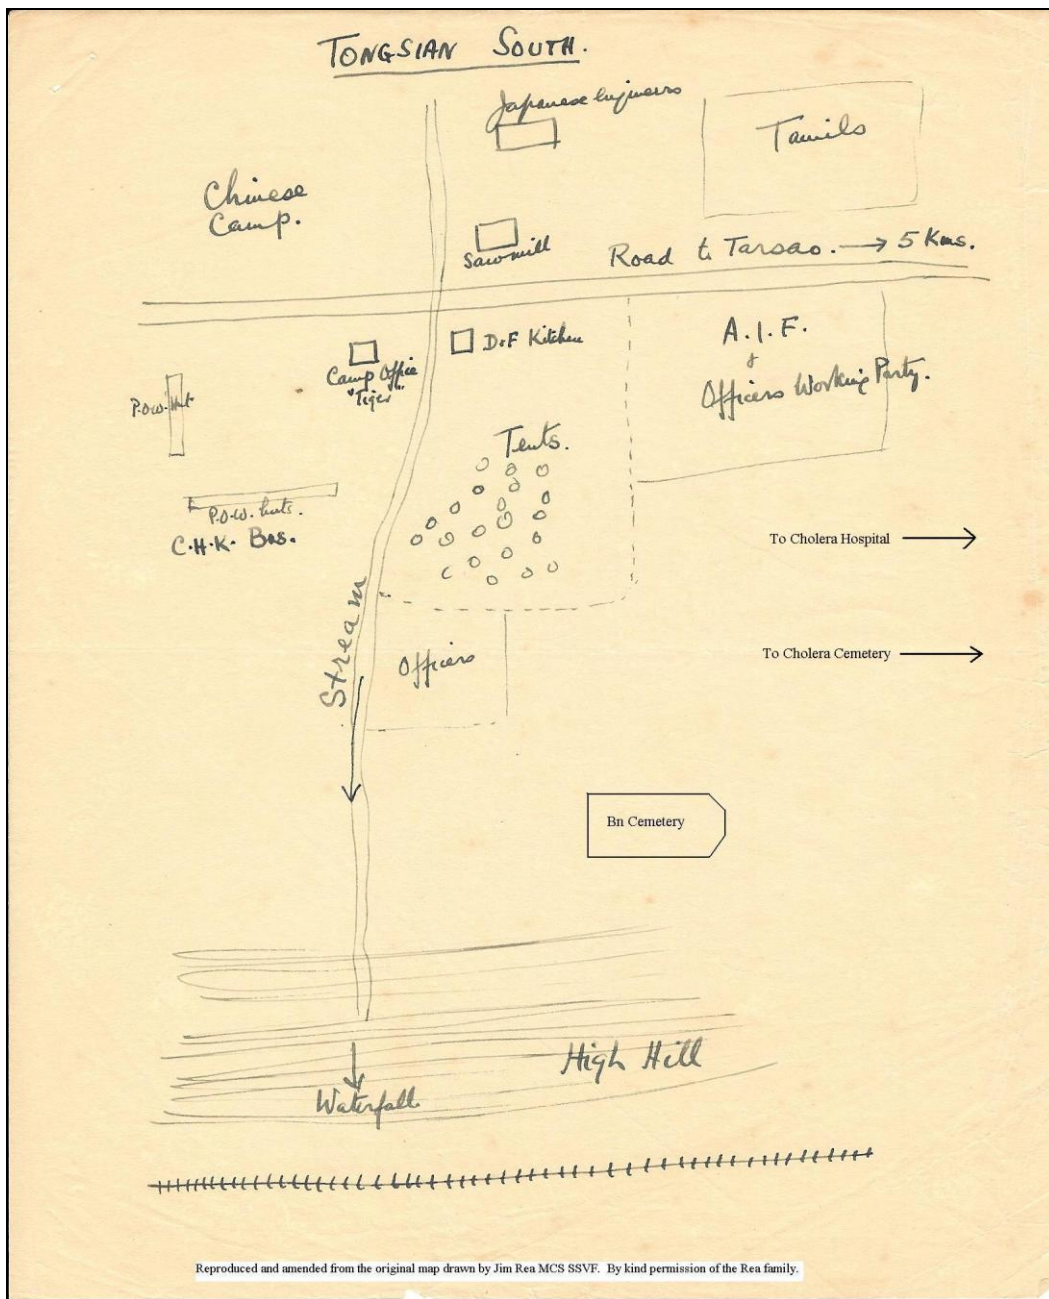 TONGSIAN SOUTH.
Japanese Engineers
Tamils
Chinese
Camp.
Sawmill
Road to Tarsao. → 5 Kms.
D+F Kitchen
A.I.F.
&
Officers Working Party.
Camp Office
"Tiger"
P.O.W. Hut
Tents.
P.O.W. huts.
C.H.K. Bns.
To Cholera Hospital
To Cholera Cemetery
Stream
Officers
Bn Cemetery
High Hill
Waterfall
Reproduced and amended from the original map drawn by Jim Rea MCS SSVF. By kind permission of the Rea family.